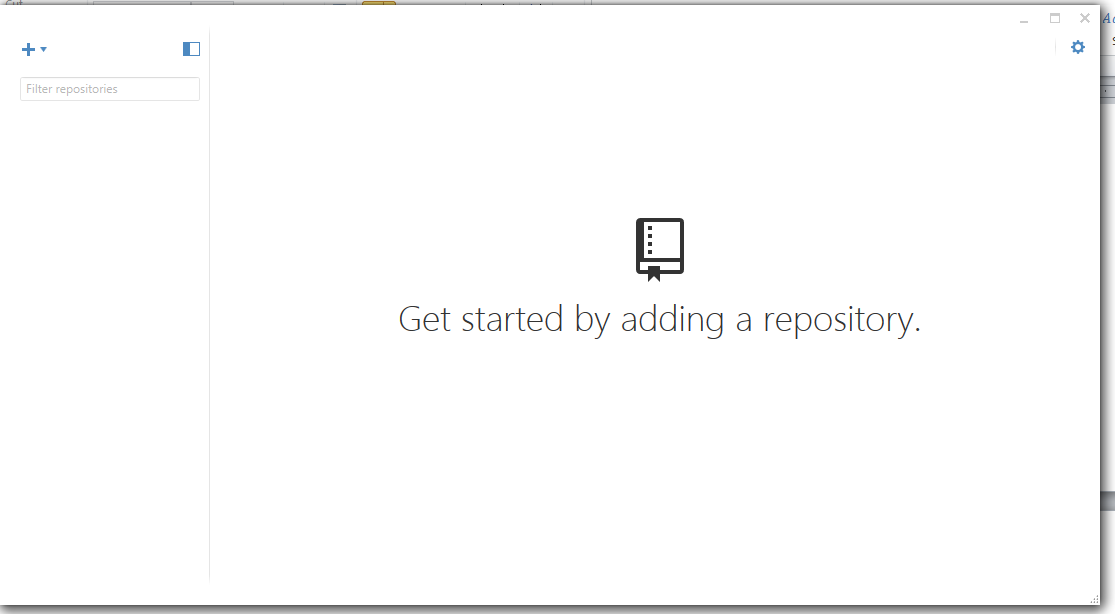 Filter repositories
Get started by adding a repository.